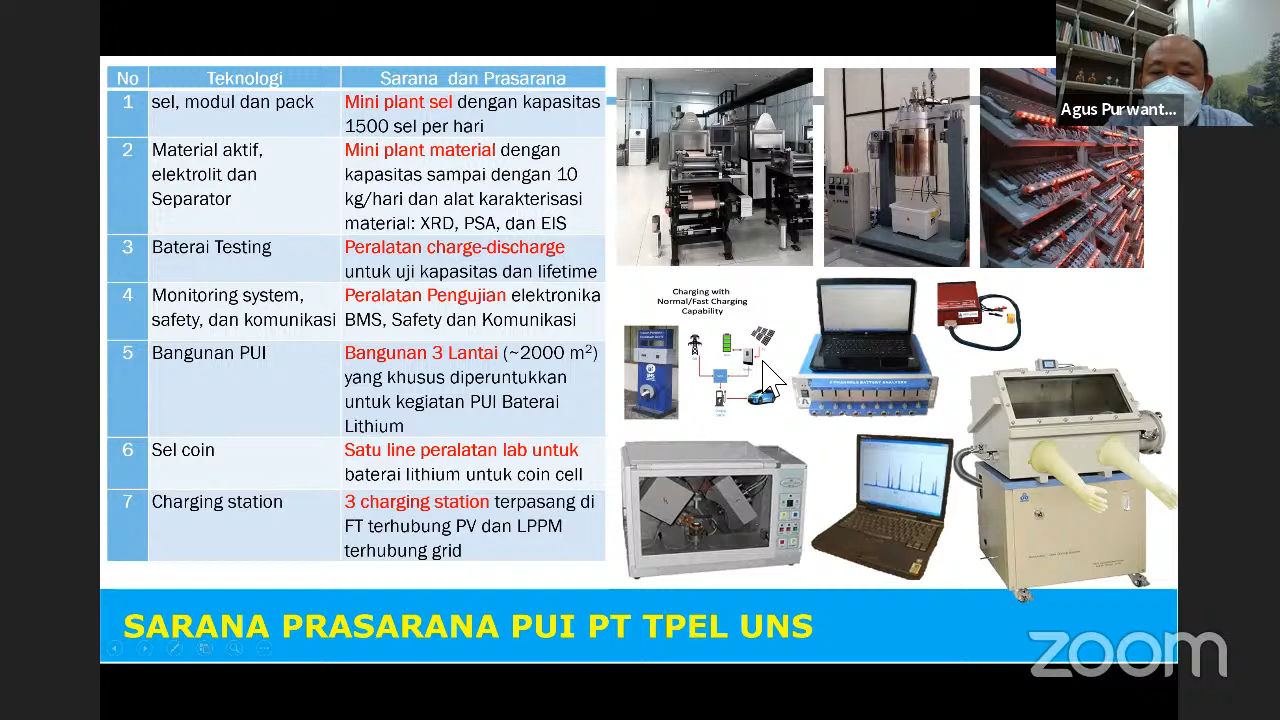 No Teknologi Sarana dan Prasarana
1 sel, modul dan pack Mini plant sel dengan kapasitas
1500 sel per hari
2 Material aktif, Mini plant material dengan
elektrolit dan kapasitas sampai dengan 10
Separator kg/hari dan alat karakterisasi
material: XRD, PSA, dan EIS
3 Baterai Testing Peralatan charge-discharge
untuk uji kapasitas dan lifetime
4 Monitoring system, Peralatan Pengujian elektronika
safety, dan komunikasi BMS, Safety dan Komunikasi
5 Bangunan PUI Bangunan 3 Lantai (~2000 m²)
yang khusus diperuntukkan
untuk kegiatan PUI Baterai
Lithium
6 Sel coin Satu line peralatan lab untuk
baterai lithium untuk coin cell
7 Charging station 3 charging station terpasang di
FT terhubung PV dan LPPM
terhubung grid
Agus Purwant...
Charging with
Normal/Fast Charging
Capability
8 CHANNELS BATTERY ANALYZER
SARANA PRASARANA PUI PT TPEL UNS
zoom